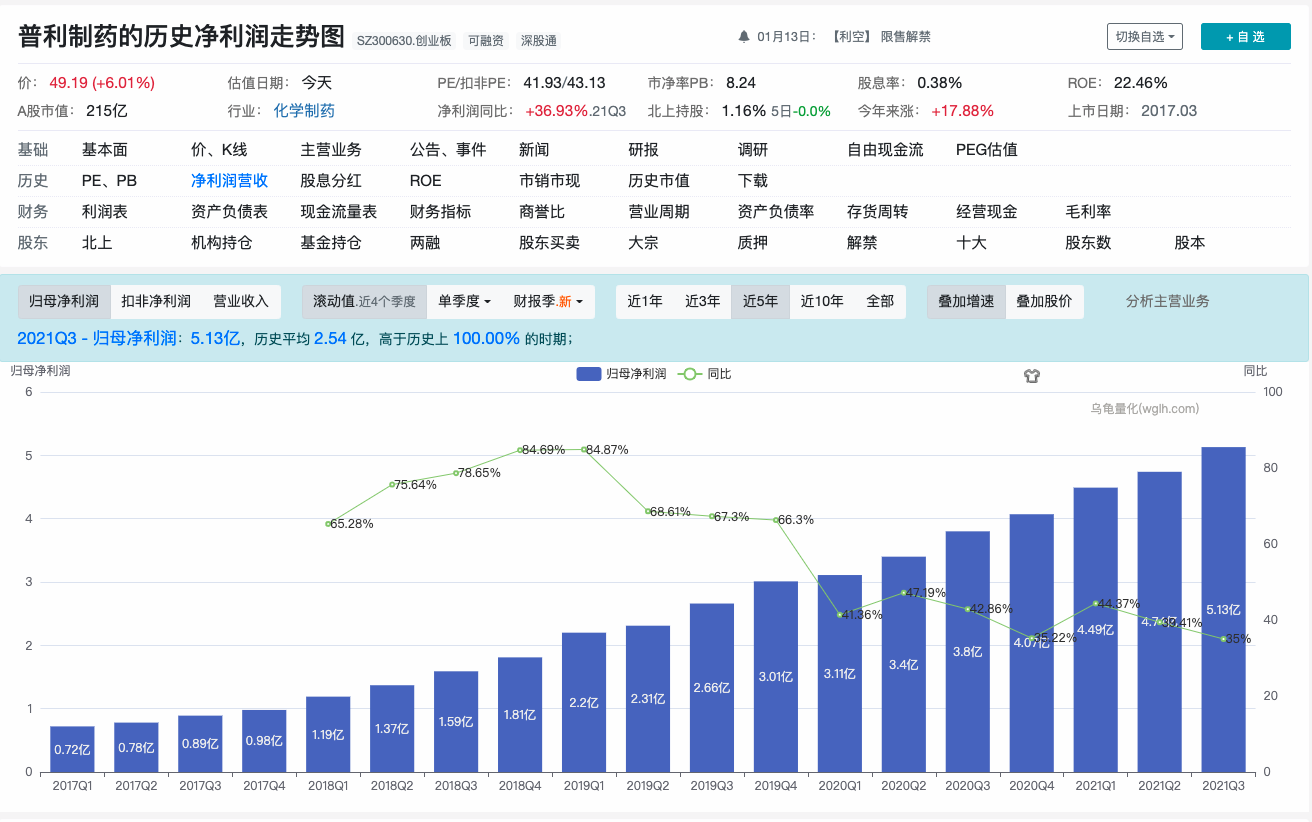 普利制药的历史净利润走势图 SZ300630.创业板 可融资 深股通 01月13日: 【利空】 限售解禁 切换自选 + 自 选
价: 49.19 (+6.01%) 估值日期: 今天 PE/扣非PE: 41.93/43.13 市净率PB: 8.24 股息率: 0.38% ROE: 22.46%
A股市值: 215亿 行业: 化学制药 净利润同比: +36.93%.21Q3 北上持股: 1.16% 5日-0.0% 今年来涨: +17.88% 上市日期: 2017.03
基础 基本面 价、K线 主营业务 公告、事件 新闻 研报 调研 自由现金流 PEG估值
历史 PE、PB 净利润营收 股息分红 ROE 市销市现 历史市值 下载
财务 利润表 资产负债表 现金流量表 财务指标 商誉比 营业周期 资产负债率 存货周转 经营现金 毛利率
股东 北上 机构持仓 基金持仓 两融 股东买卖 大宗 质押 解禁 十大 股东数 股本
归母净利润 扣非净利润 营业收入 滚动值.近4个季度 单季度 财报季.新 近1年 近3年 近5年 近10年 全部 叠加增速 叠加股价 分析主营业务
2021Q3 - 归母净利润: 5.13亿, 历史平均 2.54 亿, 高于历史上 100.00% 的时期;
归母净利润 归母净利润 同比 同比
乌龟量化(wglh.com)
6
5
4
3
2
1
0
100
80
60
40
20
0
65.28%
75.64%
78.65%
84.69%
84.87%
68.61%
67.3%
66.3%
41.36%
47.19%
42.86%
35.22%
44.37%
39.41%
35%
0.72亿
0.78亿
0.89亿
0.98亿
1.19亿
1.37亿
1.59亿
1.81亿
2.2亿
2.31亿
2.66亿
3.01亿
3.11亿
3.4亿
3.8亿
4.07亿
4.49亿
5.13亿
2017Q1 2017Q2 2017Q3 2017Q4 2018Q1 2018Q2 2018Q3 2018Q4 2019Q1 2019Q2 2019Q3 2019Q4 2020Q1 2020Q2 2020Q3 2020Q4 2021Q1 2021Q2 2021Q3